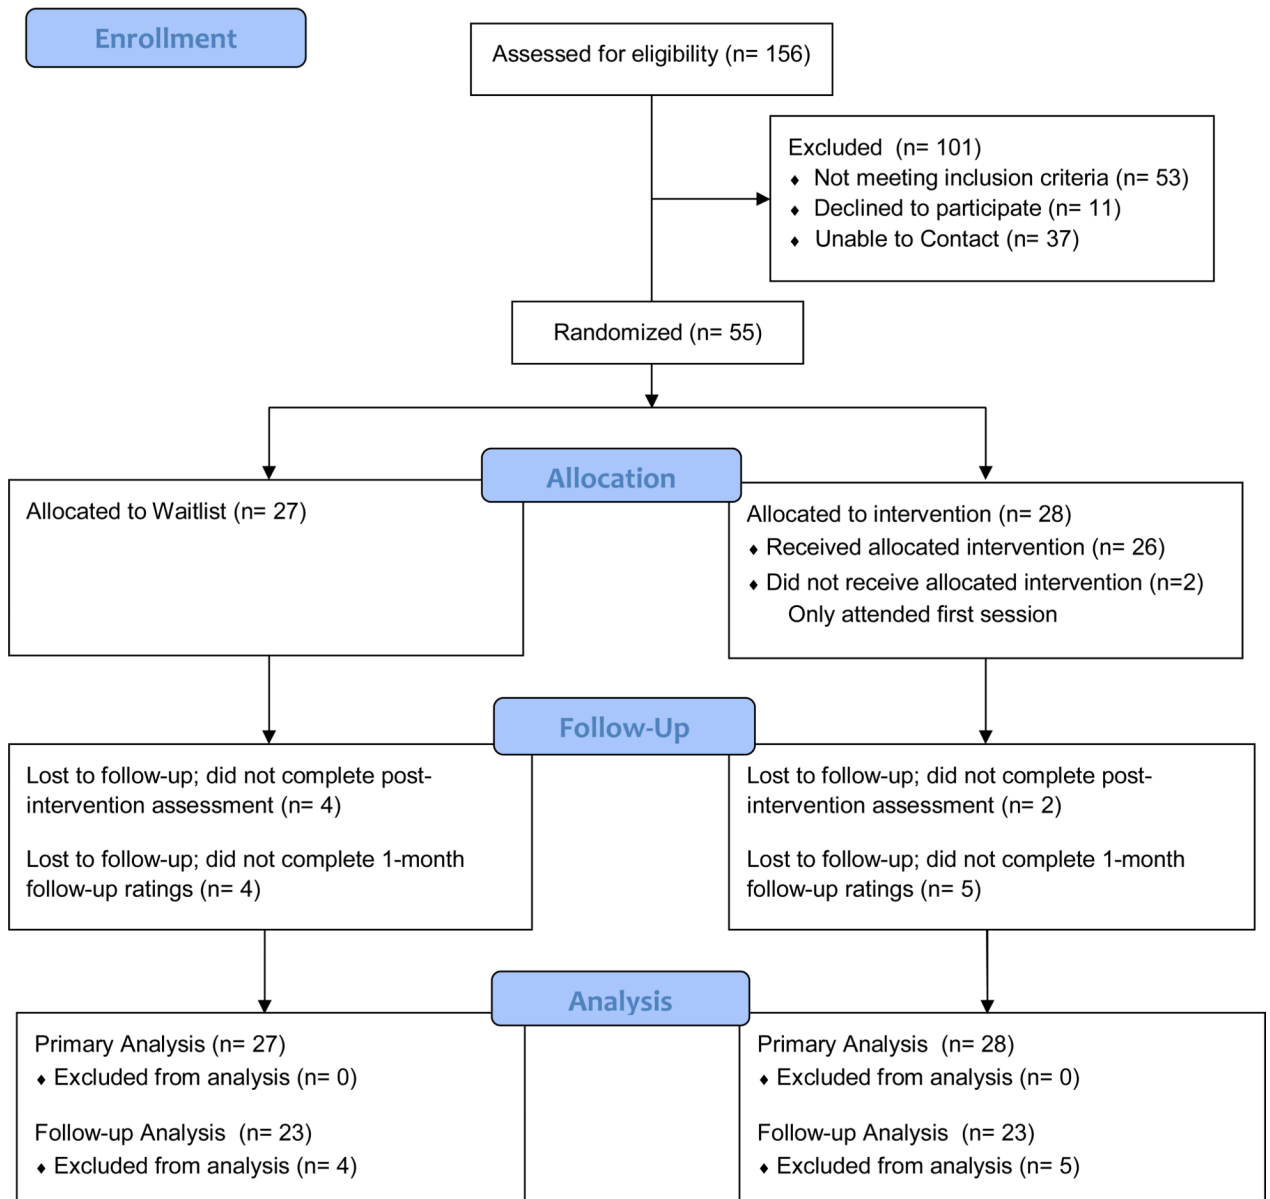 Enrollment
Assessed for eligibility (n= 156)
Excluded  (n= 101)
♦ Not meeting inclusion criteria (n= 53)
♦ Declined to participate (n= 11)
♦ Unable to Contact (n= 37)
Randomized (n= 55)
Allocation
Allocated to Waitlist (n= 27)
Allocated to intervention (n= 28)
♦ Received allocated intervention (n= 26)
♦ Did not receive allocated intervention (n=2)
Only attended first session
Follow-Up
Lost to follow-up; did not complete post-
intervention assessment (n= 4)
Lost to follow-up; did not complete 1-month
follow-up ratings (n= 4)
Lost to follow-up; did not complete post-
intervention assessment (n= 2)
Lost to follow-up; did not complete 1-month
follow-up ratings (n= 5)
Analysis
Primary Analysis (n= 27)
♦ Excluded from analysis (n= 0)
Follow-up Analysis  (n= 23)
♦ Excluded from analysis (n= 4)
Primary Analysis  (n= 28)
♦ Excluded from analysis (n= 0)
Follow-up Analysis  (n= 23)
♦ Excluded from analysis (n= 5)